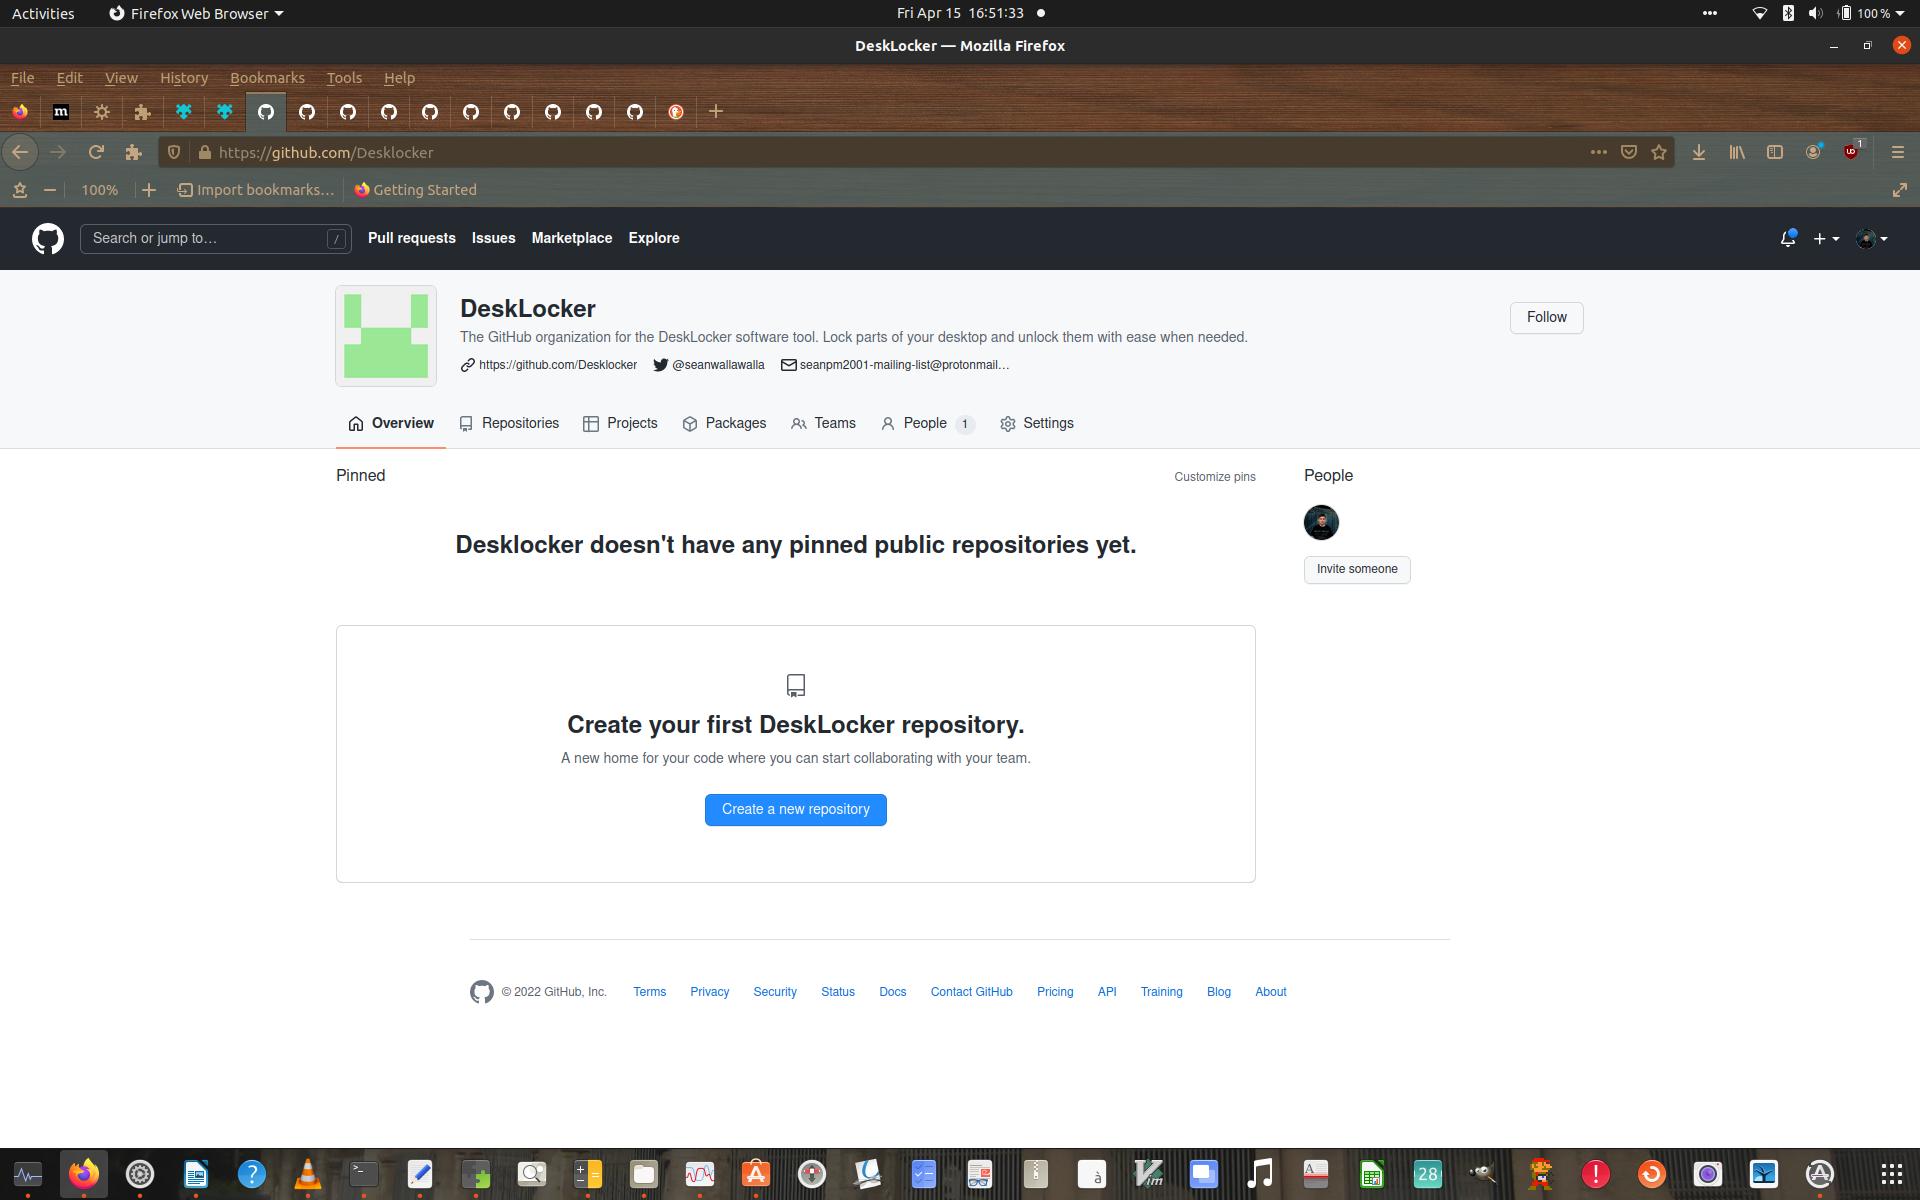 Activities
Firefox Web Browser
Fri Apr 15 16:51:33
100 %
DeskLocker — Mozilla Firefox
File Edit View History Bookmarks Tools Help
m
https://github.com/Desklocker
1
100%
Import bookmarks…
Getting Started
Search or jump to…
/
Pull requests
Issues
Marketplace
Explore
DeskLocker
Follow
The GitHub organization for the DeskLocker software tool. Lock parts of your desktop and unlock them with ease when needed.
https://github.com/Desklocker
@seanwallawalla
seanpm2001-mailing-list@protonmail…
Overview
Repositories
Projects
Packages
Teams
People 1
Settings
Pinned
Customize pins
People
Desklocker doesn't have any pinned public repositories yet.
Invite someone
Create your first DeskLocker repository.
A new home for your code where you can start collaborating with your team.
Create a new repository
© 2022 GitHub, Inc.
Terms
Privacy
Security
Status
Docs
Contact GitHub
Pricing
API
Training
Blog
About
28